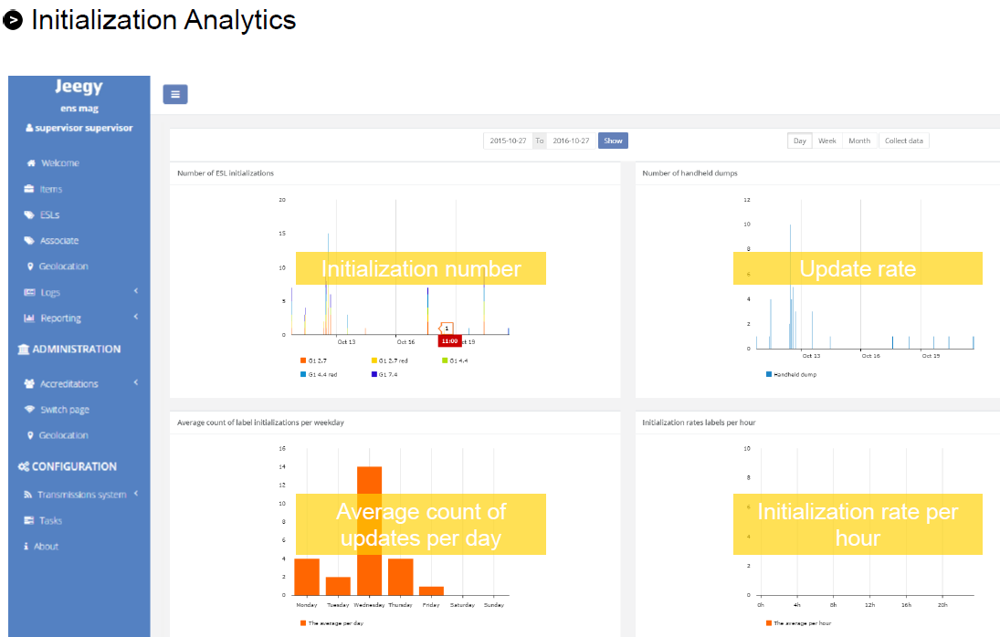 Initialization Analytics
Jeegy
ens mag
supervisor supervisor
Welcome
Items
ESLs
Associate
Geolocation
Logs
Reporting
ADMINISTRATION
Accreditations
Switch page
Geolocation
CONFIGURATION
Transmissions system
Tasks
About
2015-10-27 To 2016-10-27 Show
Day Week Month Collect data
Number of ESL initializations
20
15
10
5
0
Initialization number
1
11:00
Oct 13 Oct 16 ct 19
G1 2.7 G1 2.7 red G1 4.4
G1 4.4 red G1 7.4
Number of handheld dumps
12
10
8
6
4
2
0
Update rate
Oct 13 Oct 16 Oct 19
Handheld dump
Average count of label initializations per weekday
16
14
12
10
8
6
4
2
0
Average count of
updates per day
Monday Tuesday Wednesday Thursday Friday Saturday Sunday
The average per day
Initialization rates labels per hour
10
8
6
4
2
0
Initialization rate per
hour
0h 4h 8h 12h 16h 20h
The average per hour